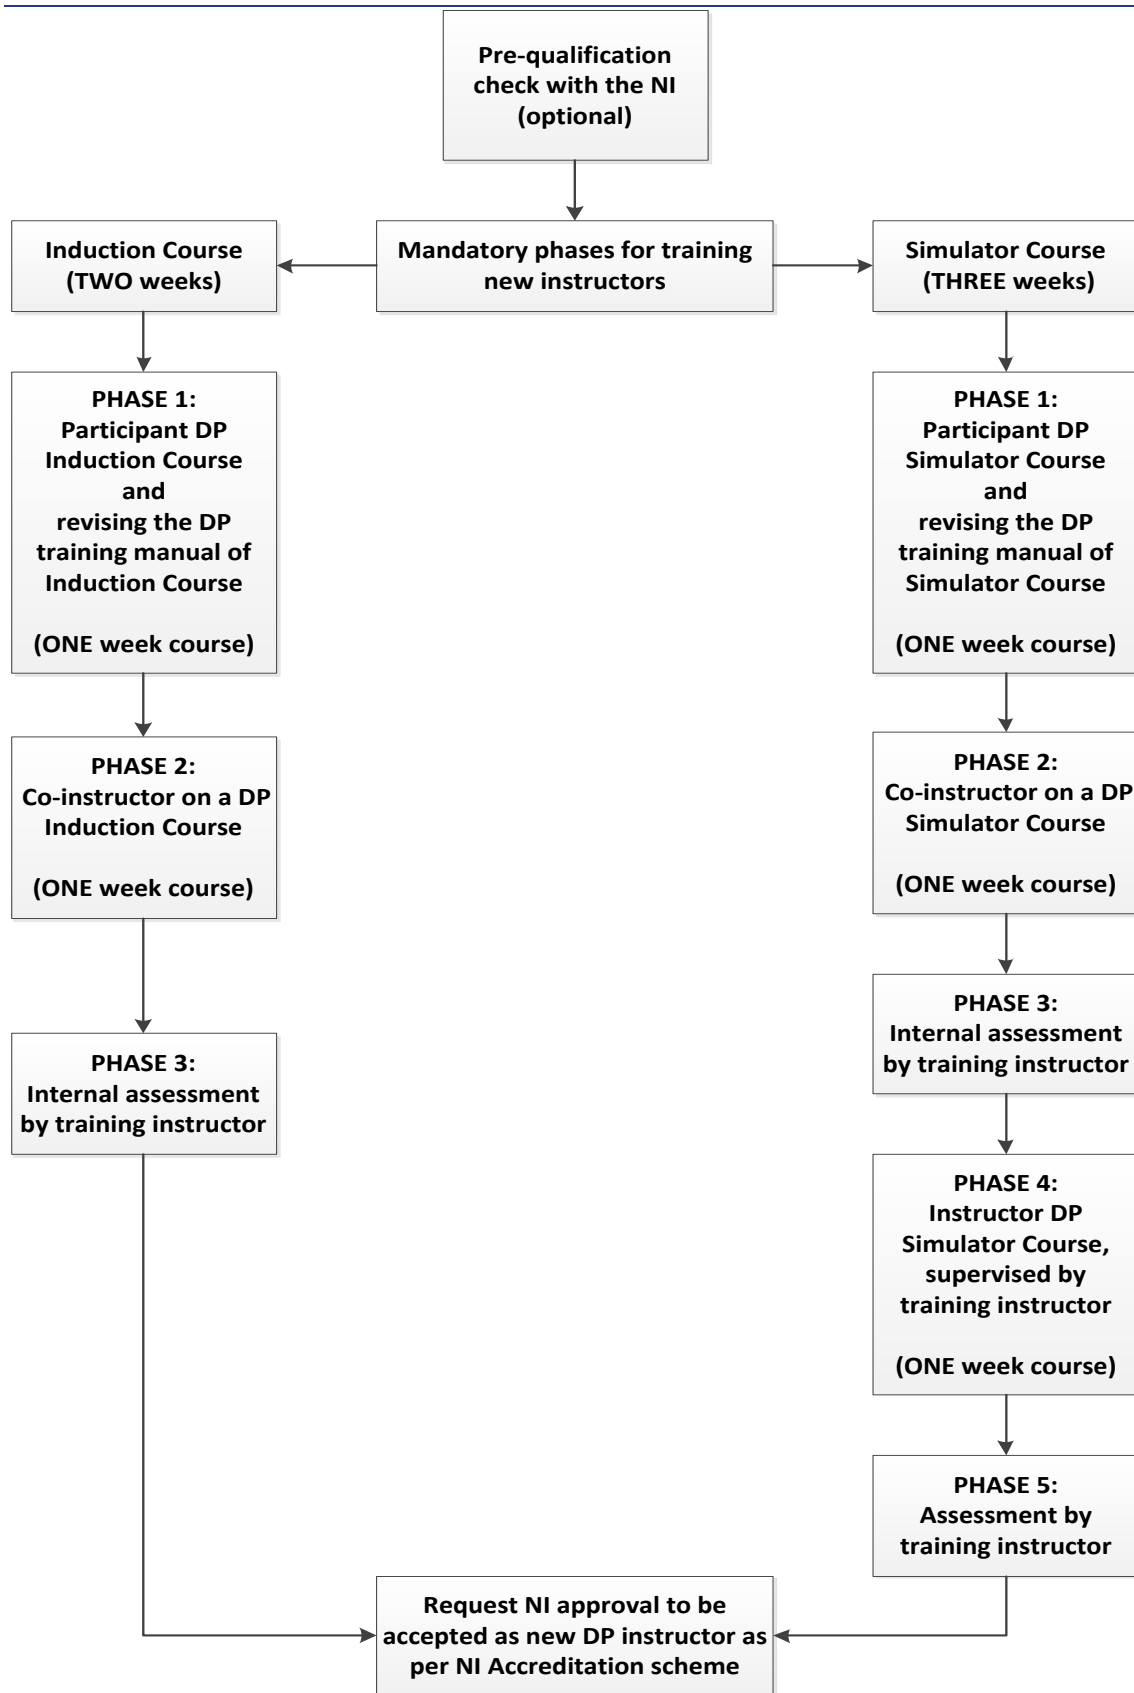 Pre-qualification
check with the NI
(optional)
Induction Course
(TWO weeks)
Mandatory phases for training
new instructors
Simulator Course
(THREE weeks)
PHASE 1:
Participant DP
Induction Course
and
revising the DP
training manual of
Induction Course
(ONE week course)
PHASE 1:
Participant DP
Simulator Course
and
revising the DP
training manual of
Simulator Course
(ONE week course)
PHASE 2:
Co-instructor on a DP
Induction Course
(ONE week course)
PHASE 2:
Co-instructor on a DP
Simulator Course
(ONE week course)
PHASE 3:
Internal assessment
by training instructor
PHASE 3:
Internal assessment
by training instructor
PHASE 4:
Instructor DP
Simulator Course,
supervised by
training instructor
(ONE week course)
PHASE 5:
Assessment by
training instructor
Request NI approval to be
accepted as new DP instructor as
per NI Accreditation scheme